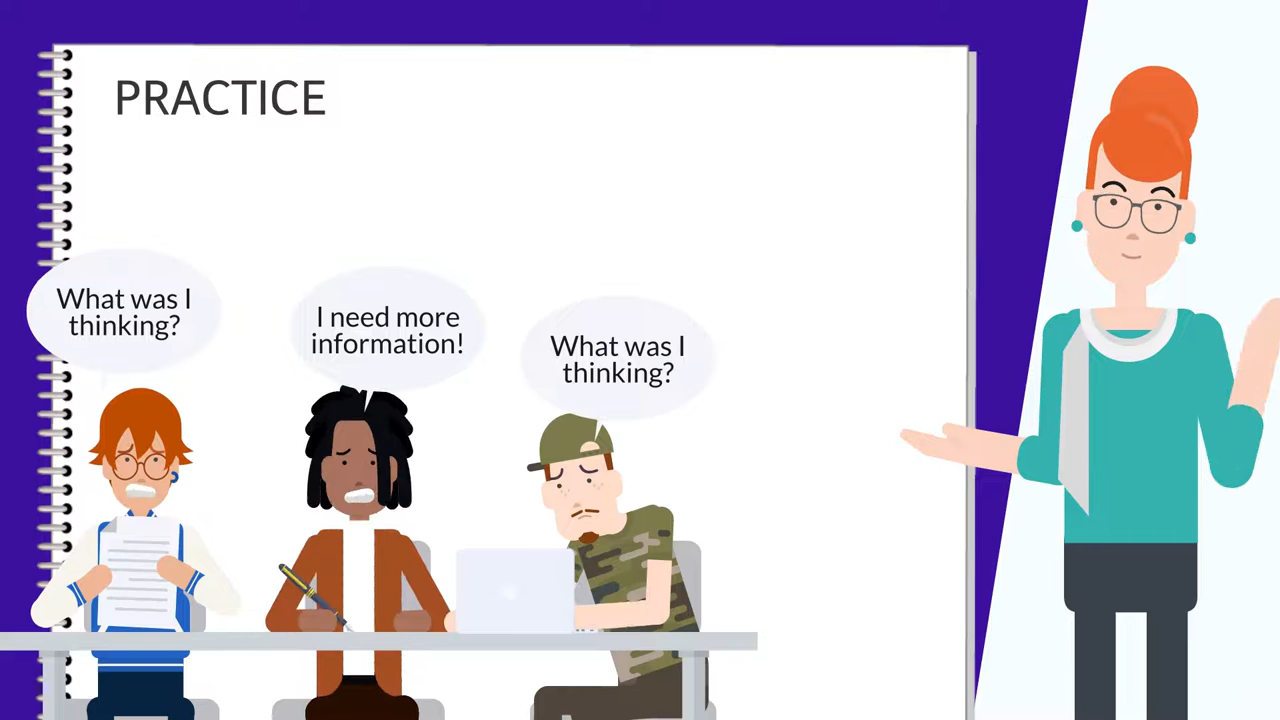 PRACTICE
What was I
thinking?
I need more
information!
What was I
thinking?